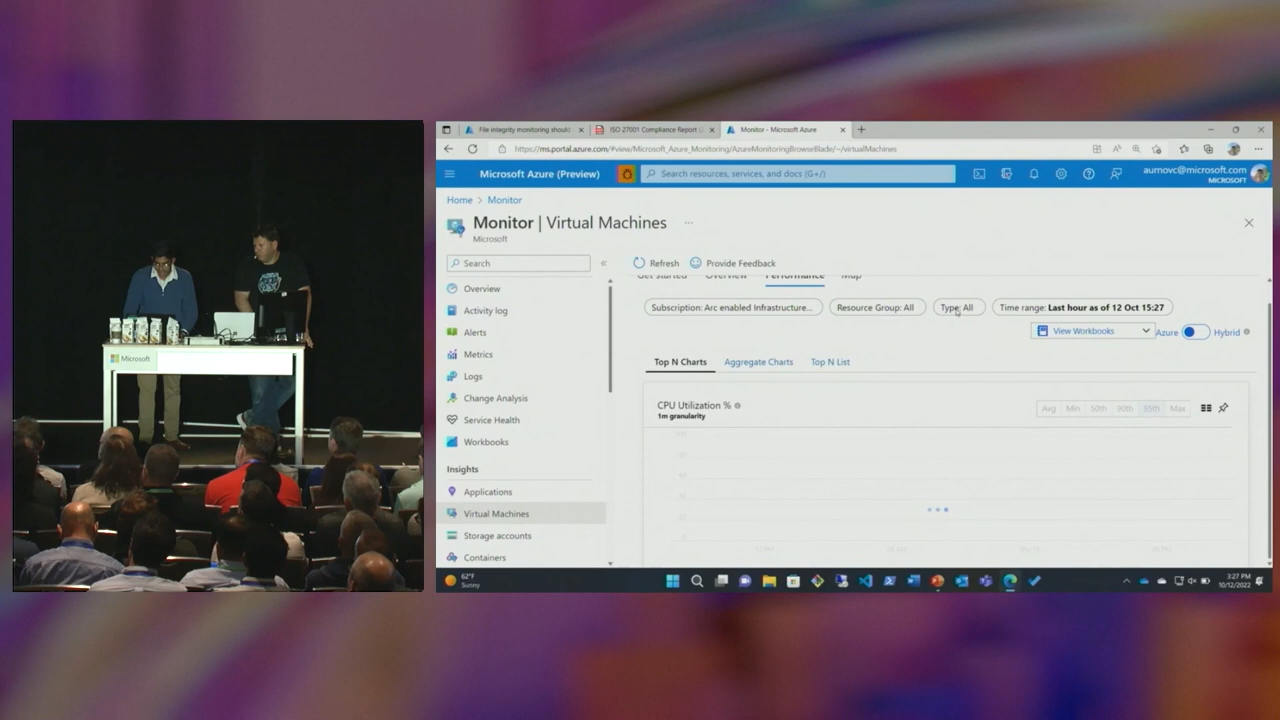 File integrity monitoring should
ISO 27001 Compliance Report
Monitor - Microsoft Azure
https://ms.portal.azure.com/#view/Microsoft_Azure_Monitoring/AzureMonitoringBrowseBlade/~/virtualMachines
Microsoft Azure (Preview)
Search resources, services, and docs (G+/)
aurnovc@microsoft.com
MICROSOFT
Home > Monitor
Monitor | Virtual Machines ...
Microsoft
Search
«
Refresh
Provide Feedback
Get started
Overview
Performance
Map
Overview
Activity log
Alerts
Metrics
Logs
Change Analysis
Service Health
Workbooks
Insights
Applications
Virtual Machines
Storage accounts
Containers
Subscription: Arc enabled Infrastructure...
Resource Group: All
Type: All
Time range: Last hour as of 12 Oct 15:27
View Workbooks
Azure
Hybrid
Top N Charts
Aggregate Charts
Top N List
CPU Utilization %
1m granularity
Avg
Min
50th
90th
95th
Max
62°F
Sunny
3:27 PM
10/12/2022
Microsoft